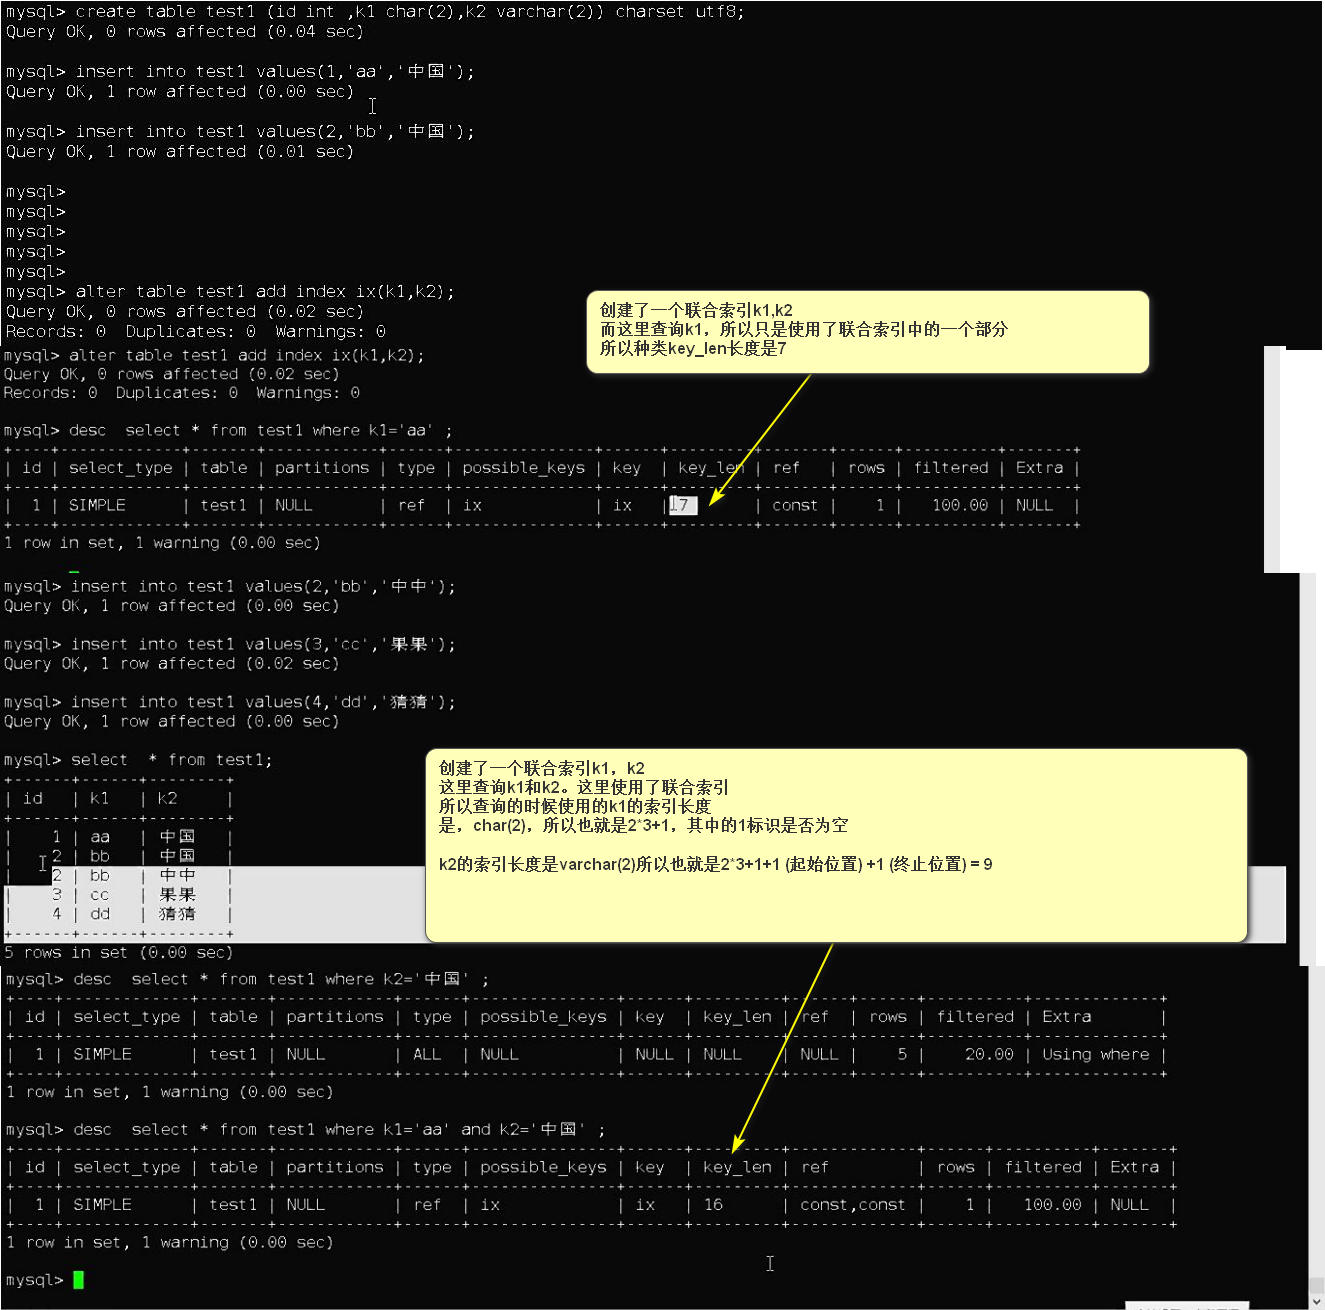 mysql> create table test1 (id int ,k1 char(2),k2 varchar(2)) charset utf8;
Query OK, 0 rows affected (0.04 sec)
mysql> insert into test1 values(1,'aa','中国');
Query OK, 1 row affected (0.00 sec)
mysql> insert into test1 values(2,'bb','中国');
Query OK, 1 row affected (0.01 sec)
mysql>
mysql>
mysql>
mysql>
mysql>
mysql> alter table test1 add index ix(k1,k2);
Query OK, 0 rows affected (0.02 sec)
Records: 0  Duplicates: 0  Warnings: 0
创建了一个联合索引k1,k2
而这里查询k1，所以只是使用了联合索引中的一个部分
所以种类key_len长度是7
mysql> alter table test1 add index ix(k1,k2);
Query OK, 0 rows affected (0.02 sec)
Records: 0  Duplicates: 0  Warnings: 0
mysql> desc  select * from test1 where k1='aa' ;
+----+-------------+-------+------------+------+---------------+------+---------+-------+------+----------+-------+
| id | select_type | table | partitions | type | possible_keys | key  | key_len | ref   | rows | filtered | Extra |
+----+-------------+-------+------------+------+---------------+------+---------+-------+------+----------+-------+
|  1 | SIMPLE      | test1 | NULL       | ref  | ix            | ix   | 7       | const |    1 |   100.00 | NULL  |
+----+-------------+-------+------------+------+---------------+------+---------+-------+------+----------+-------+
1 row in set, 1 warning (0.00 sec)
mysql> insert into test1 values(2,'bb','中中');
Query OK, 1 row affected (0.00 sec)
mysql> insert into test1 values(3,'cc','果果');
Query OK, 1 row affected (0.02 sec)
mysql> insert into test1 values(4,'dd','猜猜');
Query OK, 1 row affected (0.00 sec)
mysql> select  * from test1;
+------+------+--------+
| id   | k1   | k2     |
+------+------+--------+
|    1 | aa   | 中国   |
|    2 | bb   | 中国   |
|    2 | bb   | 中中   |
|    3 | cc   | 果果   |
|    4 | dd   | 猜猜   |
+------+------+--------+
5 rows in set (0.00 sec)
创建了一个联合索引k1，k2
这里查询k1和k2。这里使用了联合索引
所以查询的时候使用的k1的索引长度
是，char(2)，所以也就是2*3+1，其中的1标识是否为空
k2的索引长度是varchar(2)所以也就是2*3+1+1 (起始位置) +1 (终止位置) = 9
mysql> desc  select * from test1 where k2='中国' ;
+----+-------------+-------+------------+------+---------------+------+---------+------+------+----------+-------------+
| id | select_type | table | partitions | type | possible_keys | key  | key_len | ref  | rows | filtered | Extra       |
+----+-------------+-------+------------+------+---------------+------+---------+------+------+----------+-------------+
|  1 | SIMPLE      | test1 | NULL       | ALL  | NULL          | NULL | NULL    | NULL |    5 |    20.00 | Using where |
+----+-------------+-------+------------+------+---------------+------+---------+------+------+----------+-------------+
1 row in set, 1 warning (0.00 sec)
mysql> desc  select * from test1 where k1='aa' and k2='中国' ;
+----+-------------+-------+------------+------+---------------+------+---------+-------------+------+----------+-------+
| id | select_type | table | partitions | type | possible_keys | key  | key_len | ref         | rows | filtered | Extra |
+----+-------------+-------+------------+------+---------------+------+---------+-------------+------+----------+-------+
|  1 | SIMPLE      | test1 | NULL       | ref  | ix            | ix   | 16      | const,const |    1 |   100.00 | NULL  |
+----+-------------+-------+------------+------+---------------+------+---------+-------------+------+----------+-------+
1 row in set, 1 warning (0.00 sec)
mysql>